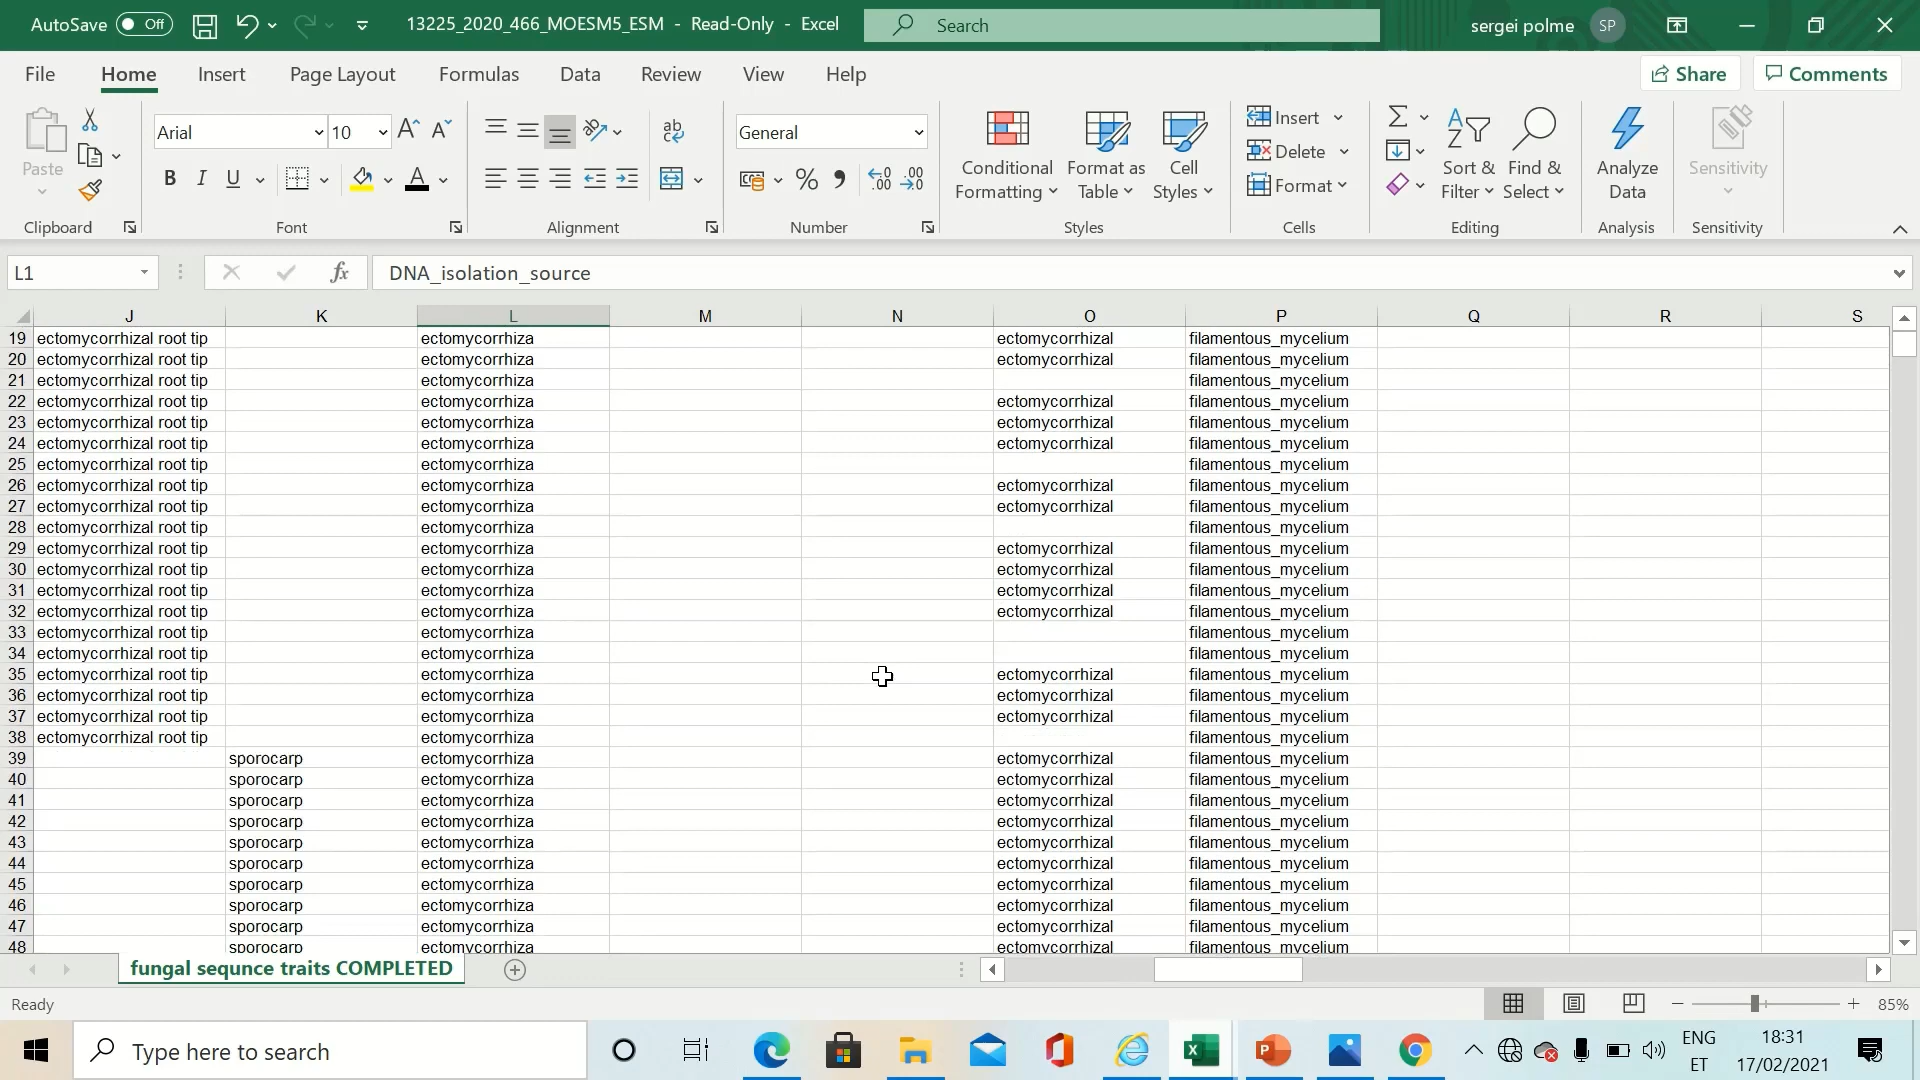 AutoSave Off 13225_2020_466_MOESM5_ESM - Read-Only - Excel Search sergei polme SP
File Home Insert Page Layout Formulas Data Review View Help Share Comments
Paste Arial 10 General Conditional Formatting Format as Table Cell Styles Insert Delete Format Sort & Filter Find & Select Analyze Data Sensitivity
Clipboard Font Alignment Number Styles Cells Editing Analysis Sensitivity
L1 fx DNA_isolation_source
J K L M N O P Q R S
19 ectomycorrhizal root tip ectomycorrhiza ectomycorrhizal filamentous_mycelium
20 ectomycorrhizal root tip ectomycorrhiza ectomycorrhizal filamentous_mycelium
21 ectomycorrhizal root tip ectomycorrhiza filamentous_mycelium
22 ectomycorrhizal root tip ectomycorrhiza ectomycorrhizal filamentous_mycelium
23 ectomycorrhizal root tip ectomycorrhiza ectomycorrhizal filamentous_mycelium
24 ectomycorrhizal root tip ectomycorrhiza ectomycorrhizal filamentous_mycelium
25 ectomycorrhizal root tip ectomycorrhiza filamentous_mycelium
26 ectomycorrhizal root tip ectomycorrhiza ectomycorrhizal filamentous_mycelium
27 ectomycorrhizal root tip ectomycorrhiza ectomycorrhizal filamentous_mycelium
28 ectomycorrhizal root tip ectomycorrhiza filamentous_mycelium
29 ectomycorrhizal root tip ectomycorrhiza ectomycorrhizal filamentous_mycelium
30 ectomycorrhizal root tip ectomycorrhiza ectomycorrhizal filamentous_mycelium
31 ectomycorrhizal root tip ectomycorrhiza ectomycorrhizal filamentous_mycelium
32 ectomycorrhizal root tip ectomycorrhiza ectomycorrhizal filamentous_mycelium
33 ectomycorrhizal root tip ectomycorrhiza filamentous_mycelium
34 ectomycorrhizal root tip ectomycorrhiza filamentous_mycelium
35 ectomycorrhizal root tip ectomycorrhiza ectomycorrhizal filamentous_mycelium
36 ectomycorrhizal root tip ectomycorrhiza ectomycorrhizal filamentous_mycelium
37 ectomycorrhizal root tip ectomycorrhiza ectomycorrhizal filamentous_mycelium
38 ectomycorrhizal root tip ectomycorrhiza filamentous_mycelium
39 sporocarp ectomycorrhiza ectomycorrhizal filamentous_mycelium
40 sporocarp ectomycorrhiza ectomycorrhizal filamentous_mycelium
41 sporocarp ectomycorrhiza ectomycorrhizal filamentous_mycelium
42 sporocarp ectomycorrhiza ectomycorrhizal filamentous_mycelium
43 sporocarp ectomycorrhiza ectomycorrhizal filamentous_mycelium
44 sporocarp ectomycorrhiza ectomycorrhizal filamentous_mycelium
45 sporocarp ectomycorrhiza ectomycorrhizal filamentous_mycelium
46 sporocarp ectomycorrhiza ectomycorrhizal filamentous_mycelium
47 sporocarp ectomycorrhiza ectomycorrhizal filamentous_mycelium
48 sporocarp ectomycorrhiza ectomycorrhizal filamentous_mycelium
fungal sequnce traits COMPLETED
Ready 85%
Type here to search ENG 18:31
ET 17/02/2021